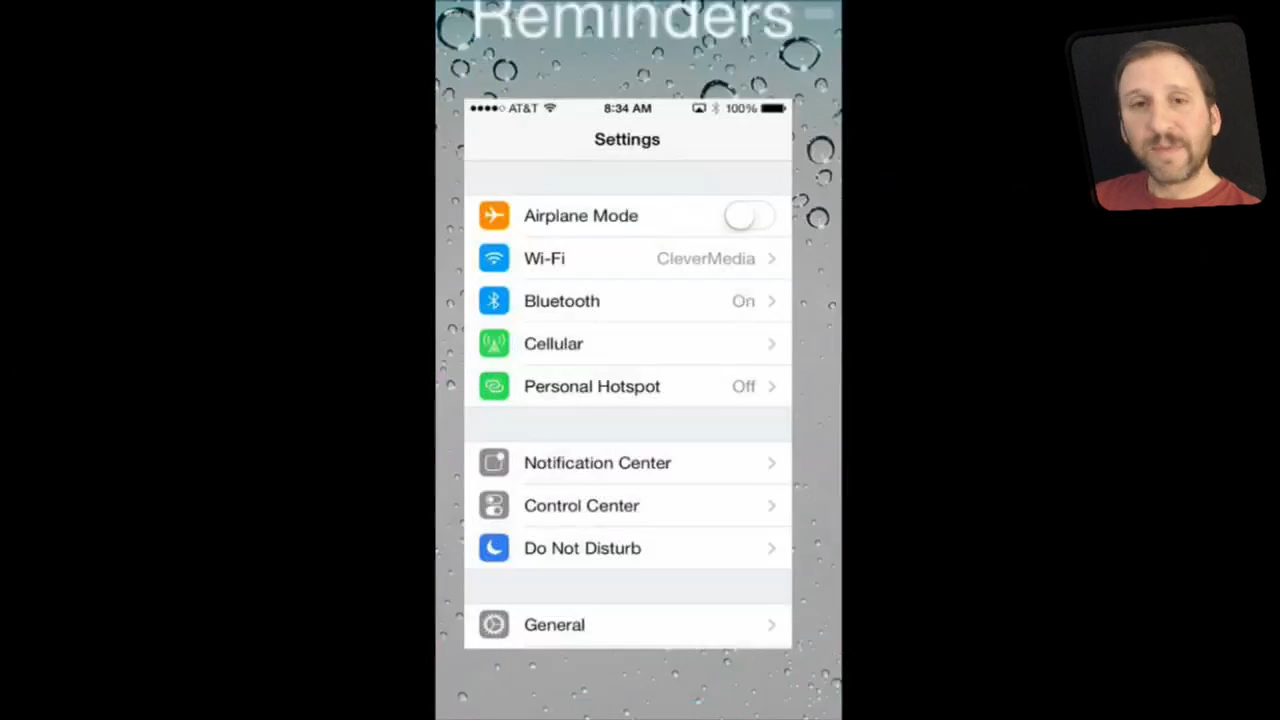 Reminders
AT&T 8:34 AM 100%
Settings
Airplane Mode
Wi-Fi CleverMedia
Bluetooth On
Cellular
Personal Hotspot Off
Notification Center
Control Center
Do Not Disturb
General